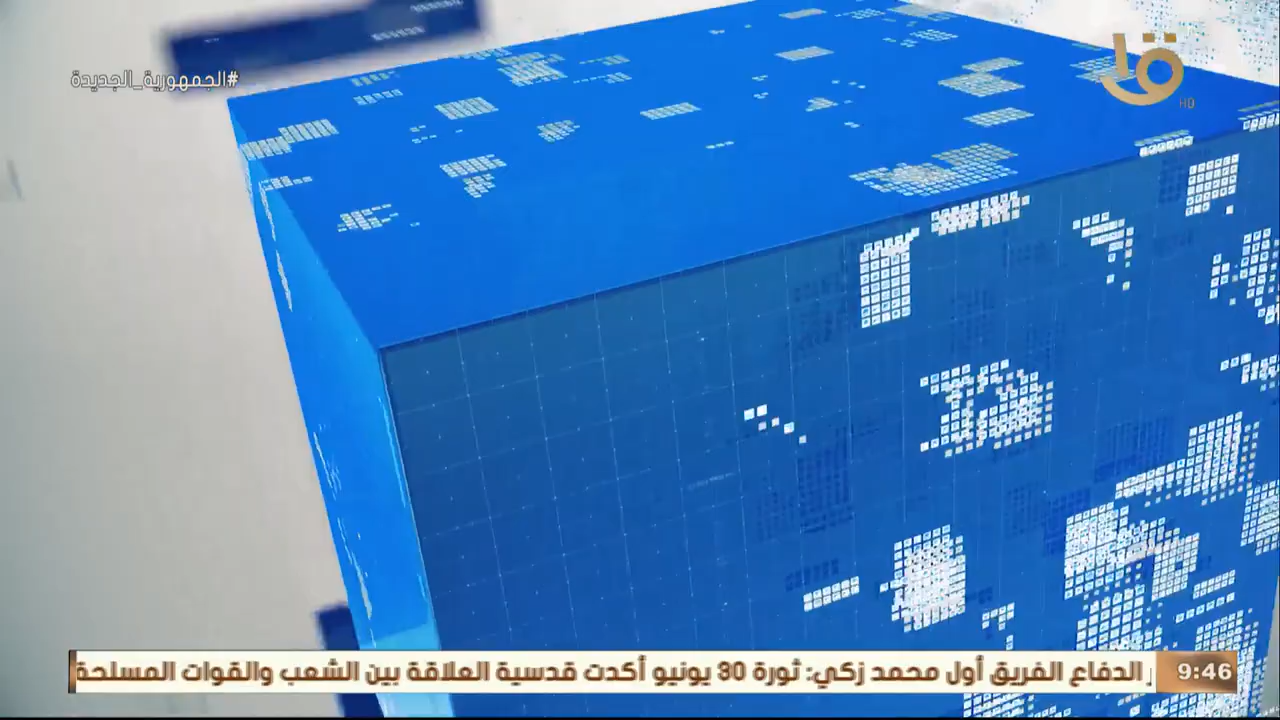 #الجمهورية_الجديدة
HD
الدفاع الفريق أول محمد زكي: ثورة 30 يونيو أكدت قدسية العلاقة بين الشعب والقوات المسلحة
9:46